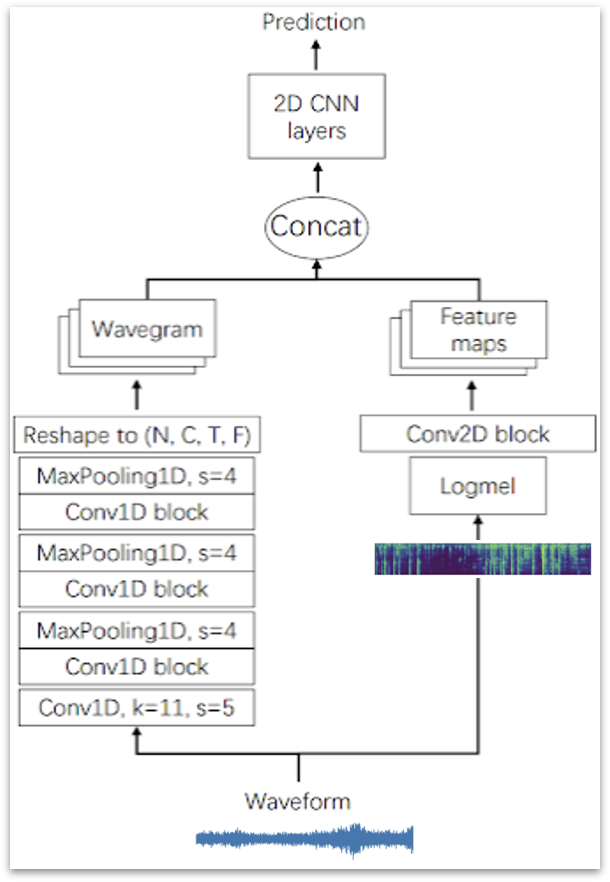 Prediction
2D CNN
layers
Concat
Wavegram
Feature
maps
Reshape to (N, C, T, F)
Conv2D block
MaxPooling1D, s=4
Logmel
Conv1D block
MaxPooling1D, s=4
Conv1D block
MaxPooling1D, s=4
Conv1D block
Conv1D, k=11, s=5
Waveform